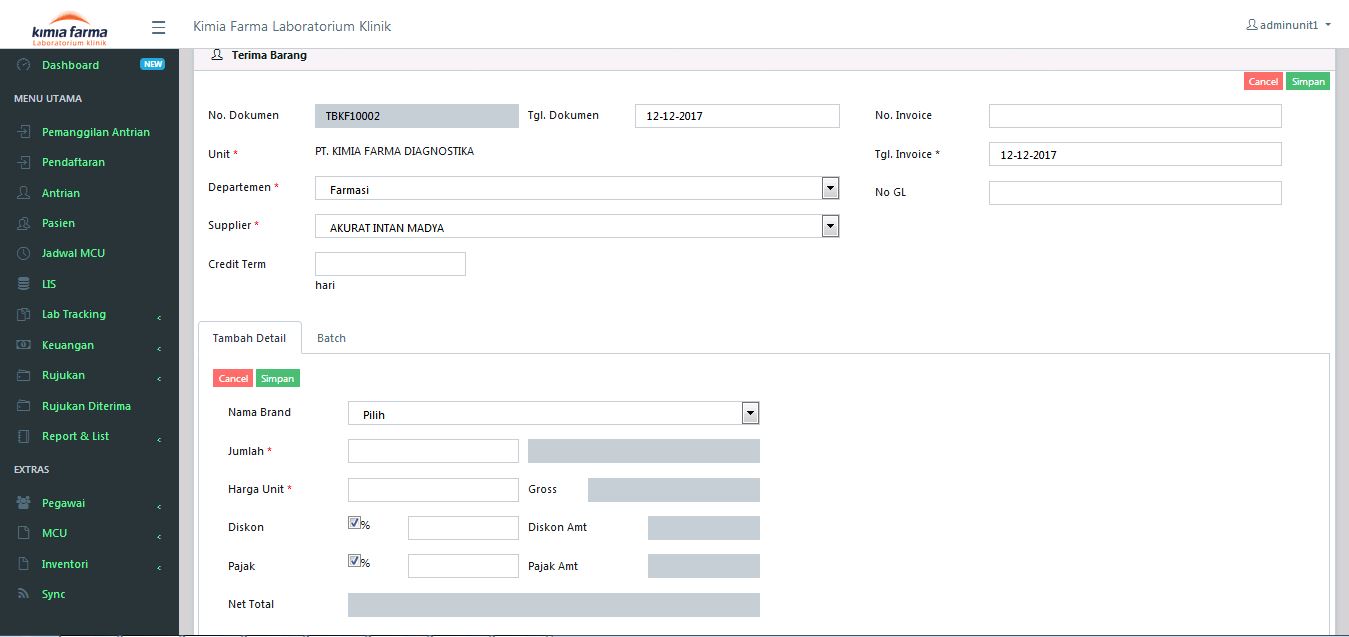 kimia farma
Laboratorium Klinik
Kimia Farma Laboratorium Klinik
adminunit1
Dashboard NEW
MENU UTAMA
Pemanggilan Antrian
Pendaftaran
Antrian
Pasien
Jadwal MCU
LIS
Lab Tracking
Keuangan
Rujukan
Rujukan Diterima
Report & List
EXTRAS
Pegawai
MCU
Inventori
Sync
Terima Barang
Cancel Simpan
No. Dokumen TBKF10002 Tgl. Dokumen 12-12-2017 No. Invoice
Unit * PT. KIMIA FARMA DIAGNOSTIKA Tgl. Invoice * 12-12-2017
Departemen * Farmasi No GL
Supplier * AKURAT INTAN MADYA
Credit Term
hari
Tambah Detail Batch
Cancel Simpan
Nama Brand Pilih
Jumlah *
Harga Unit * Gross
Diskon % Diskon Amt
Pajak % Pajak Amt
Net Total